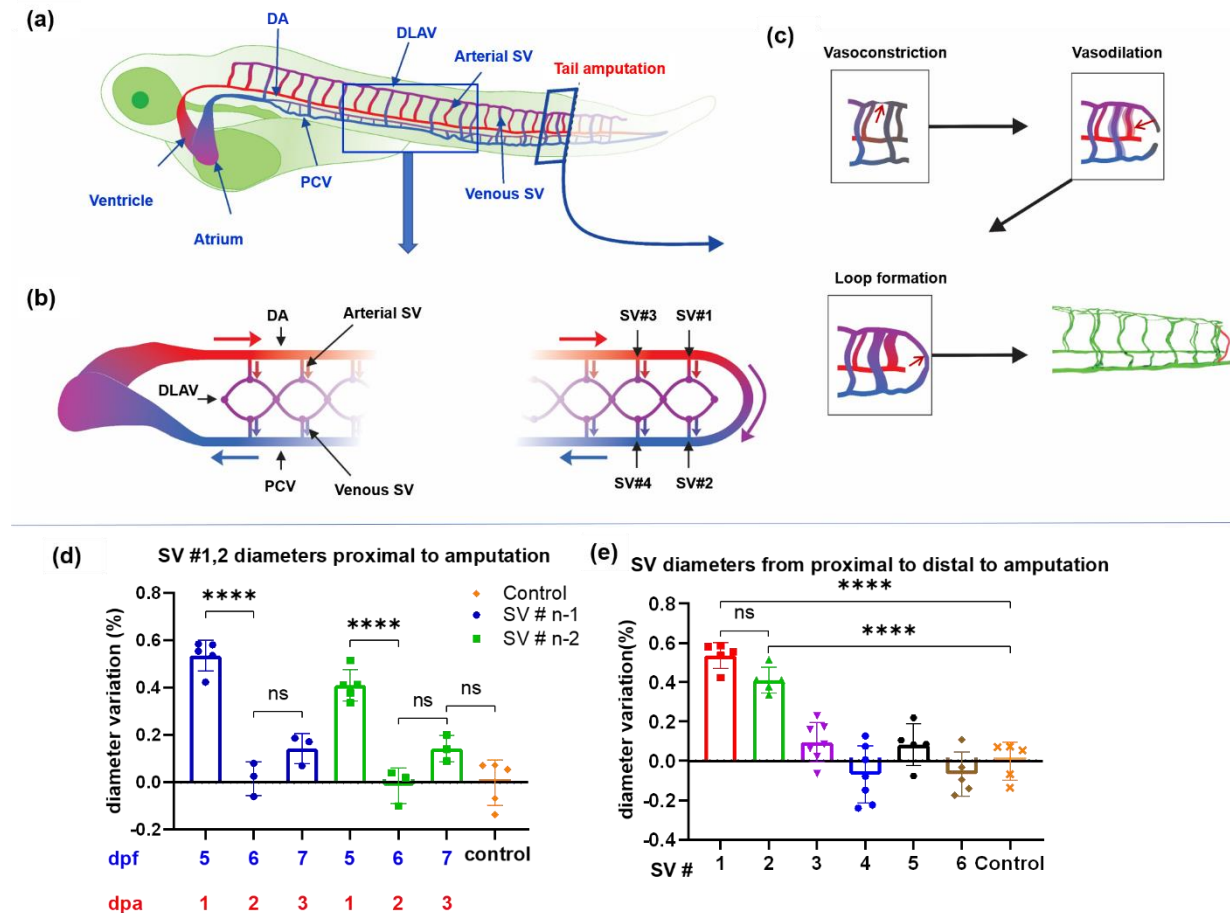 (a)
DA
DLAV
Arterial SV
Tail amputation
PCV
Venous SV
Ventricle
Atrium
(b)
DA
Arterial SV
SV#3
SV#1
DLAV
PCV
Venous SV
SV#4
SV#2
(c)
Vasoconstriction
Vasodilation
Loop formation
(d)
SV #1,2 diameters proximal to amputation
diameter variation (%)
0.8
0.6
0.4
0.2
0.0
-0.2
****
ns
****
ns
ns
Control
SV # n-1
SV # n-2
dpf 5 6 7 5 6 7 control
dpa 1 2 3 1 2 3
(e)
SV diameters from proximal to distal to amputation
diameter variation(%)
0.8
0.6
0.4
0.2
0.0
-0.2
-0.4
****
ns
****
SV # 1 2 3 4 5 6 Control